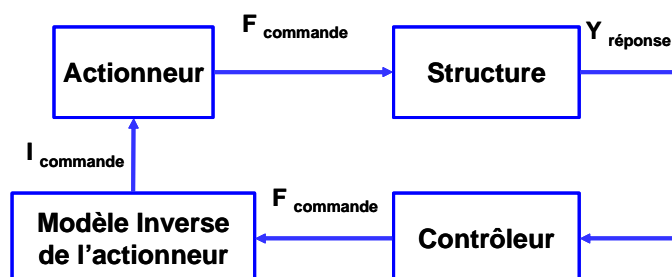 F commande
Y réponse
Actionneur
Structure
I commande
F commande
Modèle Inverse
de l'actionneur
Contrôleur